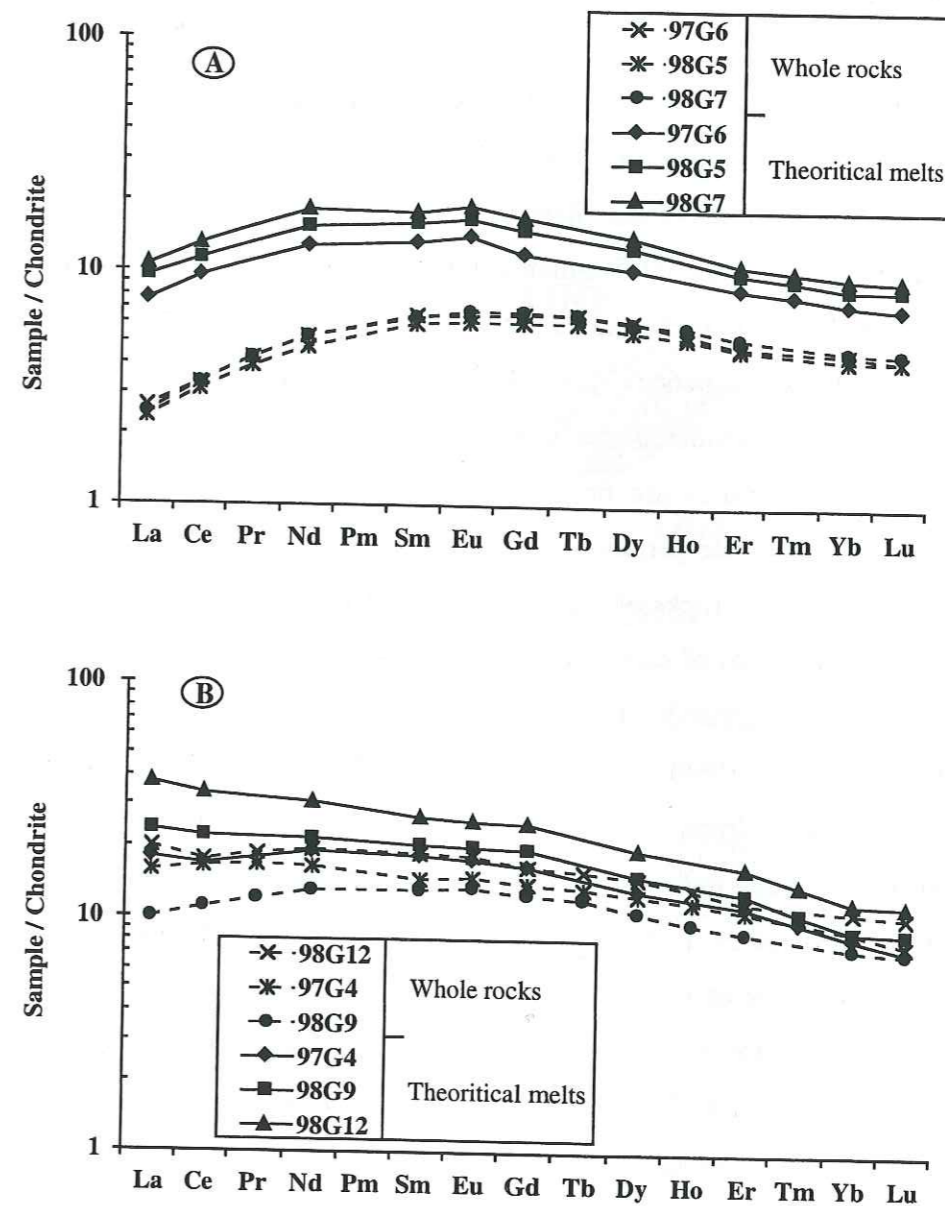 100
10
1
Sample / Chondrite
A
97G6
98G5
98G7
97G6
98G5
98G7
Whole rocks
Theoritical melts
La Ce Pr Nd Pm Sm Eu Gd Tb Dy Ho Er Tm Yb Lu
100
10
1
Sample / Chondrite
B
98G12
97G4
98G9
97G4
98G9
98G12
Whole rocks
Theoritical melts
La Ce Pr Nd Pm Sm Eu Gd Tb Dy Ho Er Tm Yb Lu